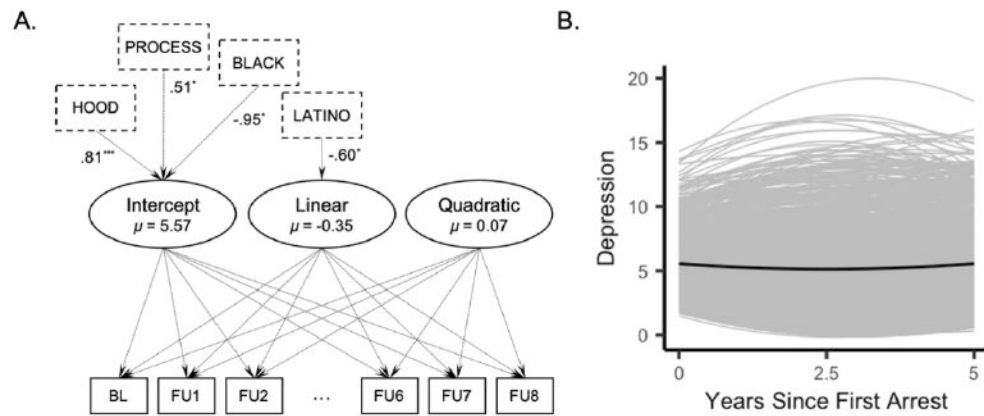 A.
PROCESS
BLACK
HOOD
LATINO
.51*
-.95*
.81***
-.60*
Intercept
μ = 5.57
Linear
μ = -0.35
Quadratic
μ = 0.07
BL FU1 FU2 ... FU6 FU7 FU8
B.
Depression
20
15
10
5
0
0 2.5 5
Years Since First Arrest